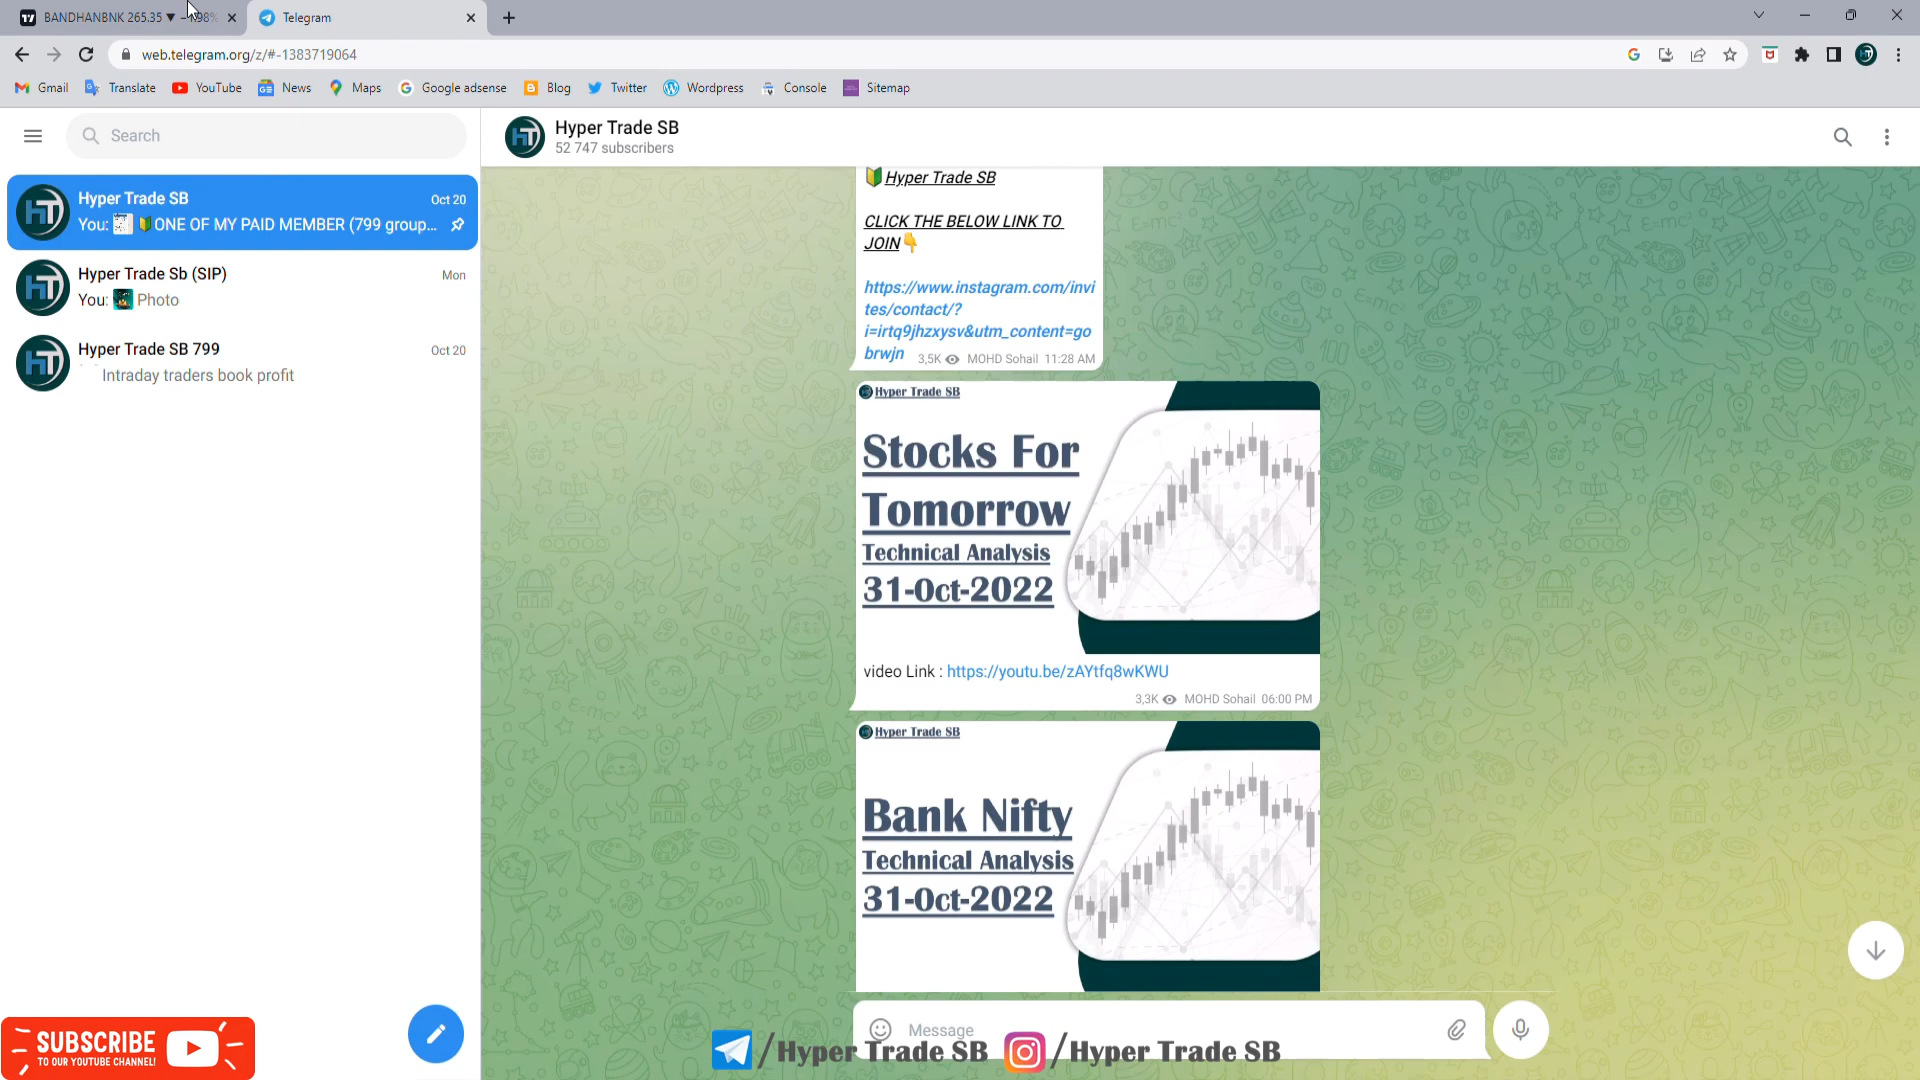 BANDHANBNK 265.35 ▼
Telegram
web.telegram.org/z/#-1383719064
Gmail
Translate
YouTube
News
Maps
Google adsense
Blog
Twitter
Wordpress
Console
Sitemap
Search
Hyper Trade SB
Oct 20
You: 🔰ONE OF MY PAID MEMBER (799 group...
Hyper Trade Sb (SIP)
Mon
You: Photo
Hyper Trade SB 799
Oct 20
Intraday traders book profit
Hyper Trade SB
52 747 subscribers
🔰Hyper Trade SB
CLICK THE BELOW LINK TO
JOIN👇
https://www.instagram.com/invi
tes/contact/?
i=irtq9jhzxysv&utm_content=go
brwjn
3,5K MOHD Sohail 11:28 AM
Hyper Trade SB
Stocks For
Tomorrow
Technical Analysis
31-Oct-2022
video Link : https://youtu.be/zAYtfq8wKWU
3,3K MOHD Sohail 06:00 PM
Hyper Trade SB
Bank Nifty
Technical Analysis
31-Oct-2022
Message
SUBSCRIBE
TO OUR YOUTUBE CHANNEL!
/Hyper Trade SB
/Hyper Trade SB